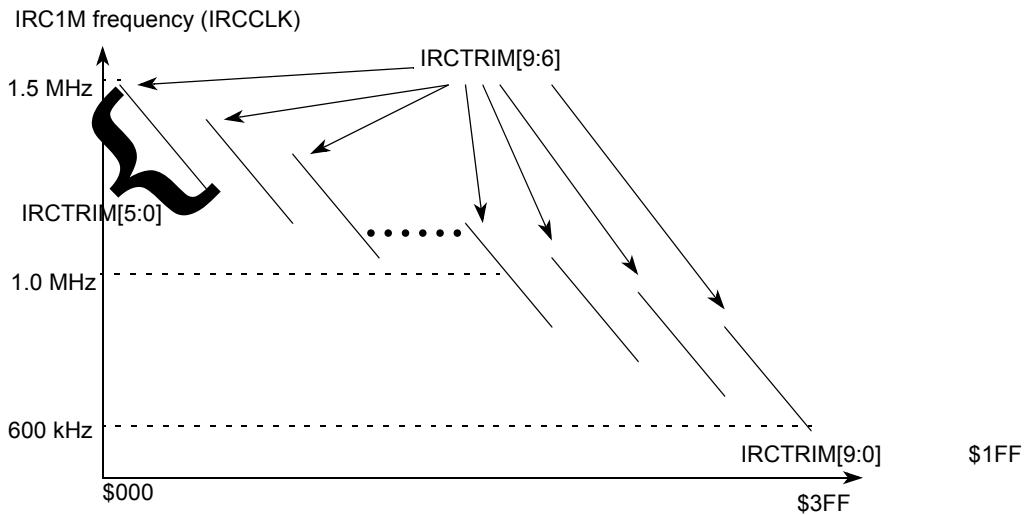 IRC1M frequency (IRCCLK)
IRCTRIM[9:6]
1.5 MHz
IRCTRIM[5:0]
1.0 MHz
600 kHz
IRCTRIM[9:0]
$1FF
$000
$3FF